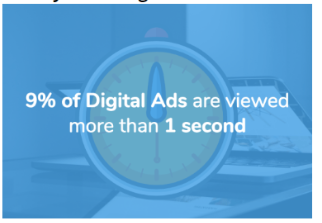 9% of Digital Ads are viewed
more than 1 second